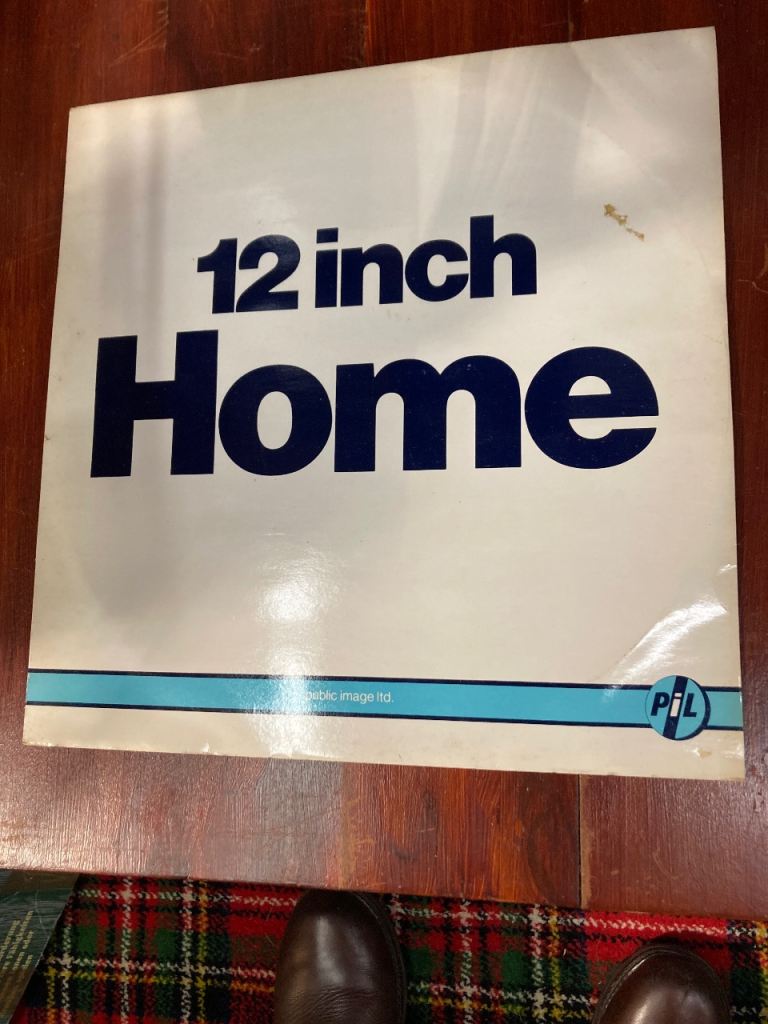 12 inch
Home
public image ltd.
PiL